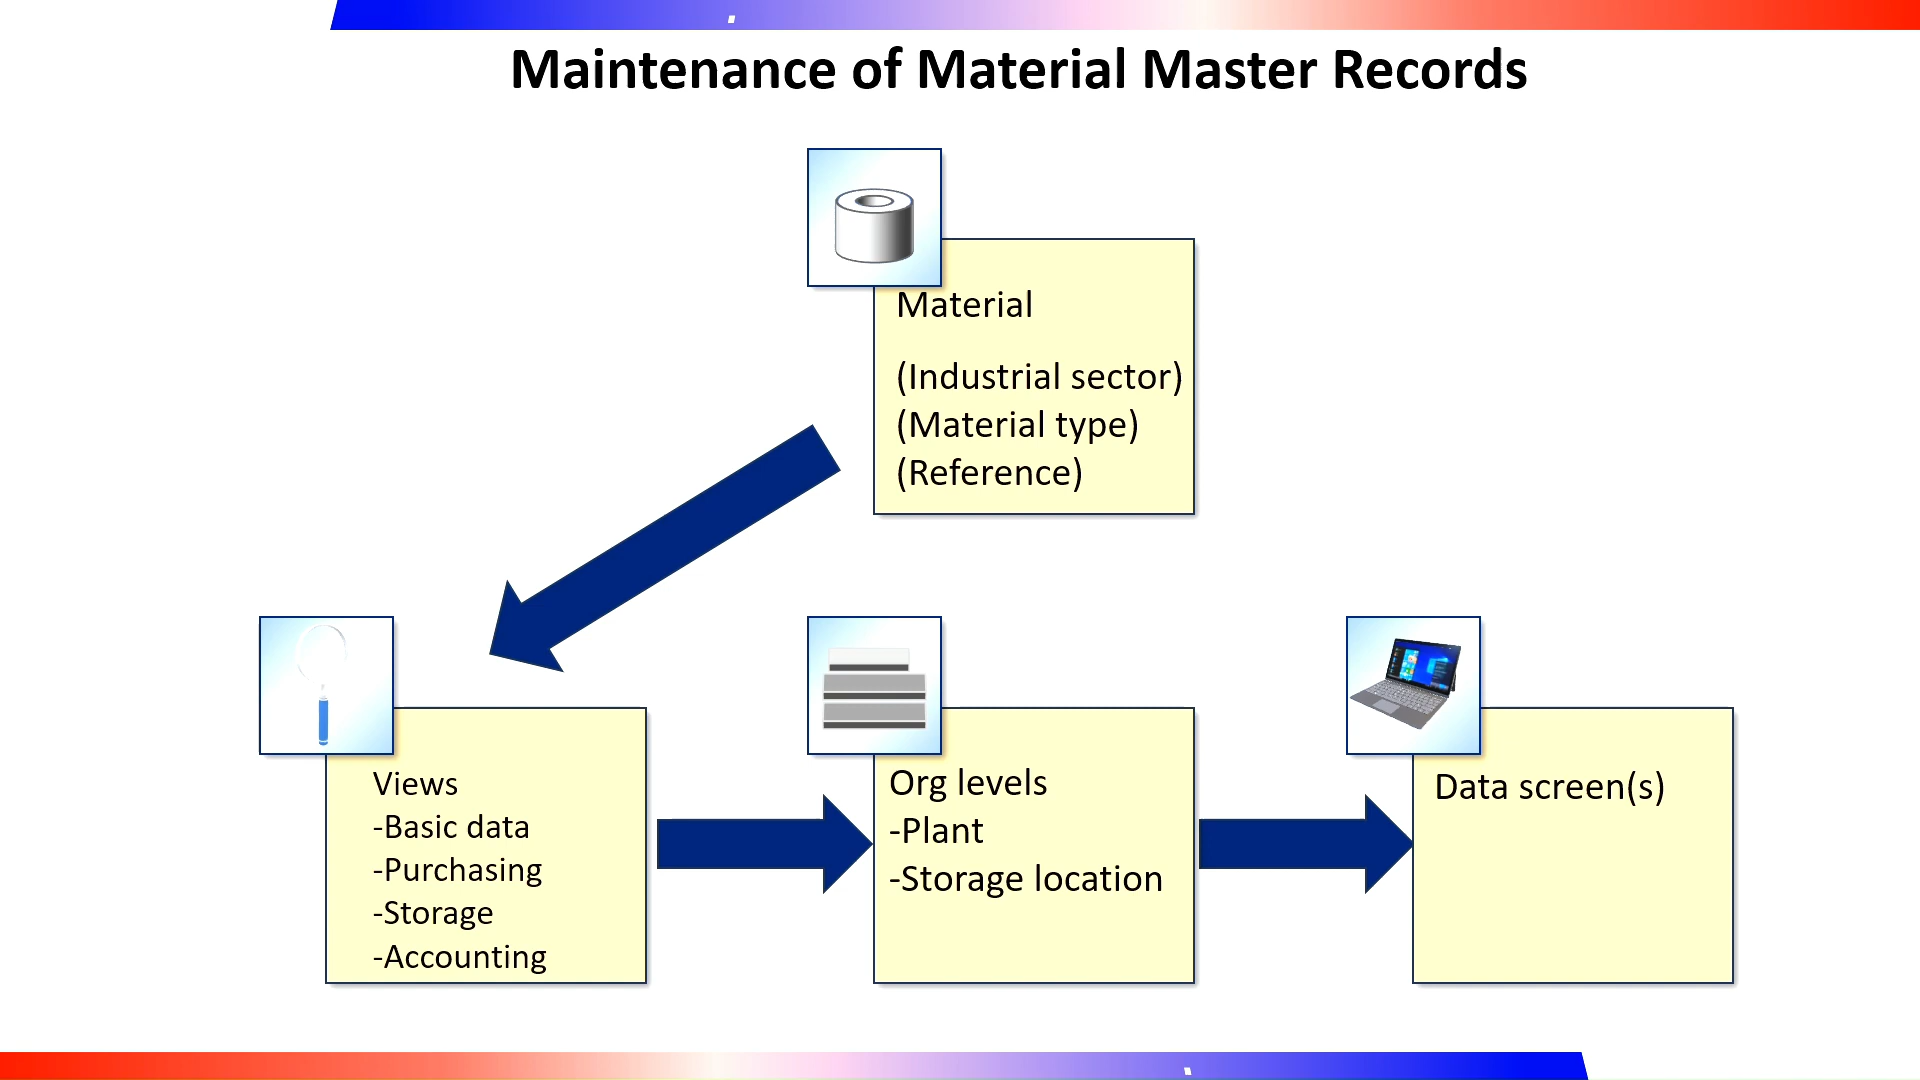 Maintenance of Material Master Records
Material
(Industrial sector)
(Material type)
(Reference)
Views
-Basic data
-Purchasing
-Storage
-Accounting
Org levels
-Plant
-Storage location
Data screen(s)